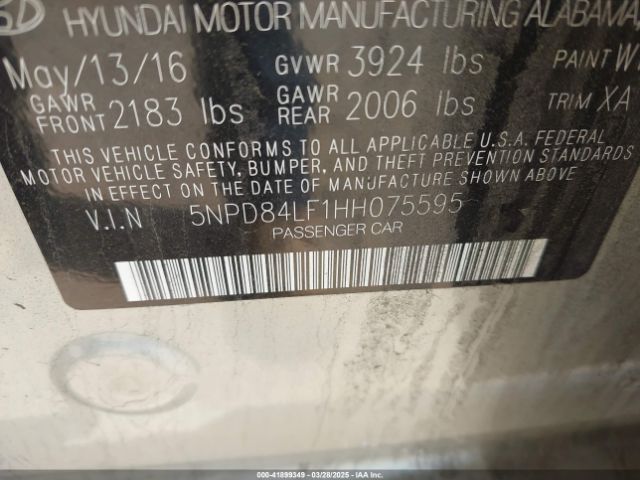 HYUNDAI MOTOR MANUFACTURING ALABAMA,
May/13/16 GVWR 3924 lbs PAINT
GAWR FRONT 2183 lbs GAWR REAR 2006 lbs TRIM XA
THIS VEHICLE CONFORMS TO ALL APPLICABLE U.S.A. FEDERAL
MOTOR VEHICLE SAFETY, BUMPER, AND THEFT PREVENTION STANDARDS
IN EFFECT ON THE DATE OF MANUFACTURE SHOWN ABOVE
V.I.N 5NPD84LF1HH075595
PASSENGER CAR
000-41899349 | 03/28/2025 | IAAI.COM